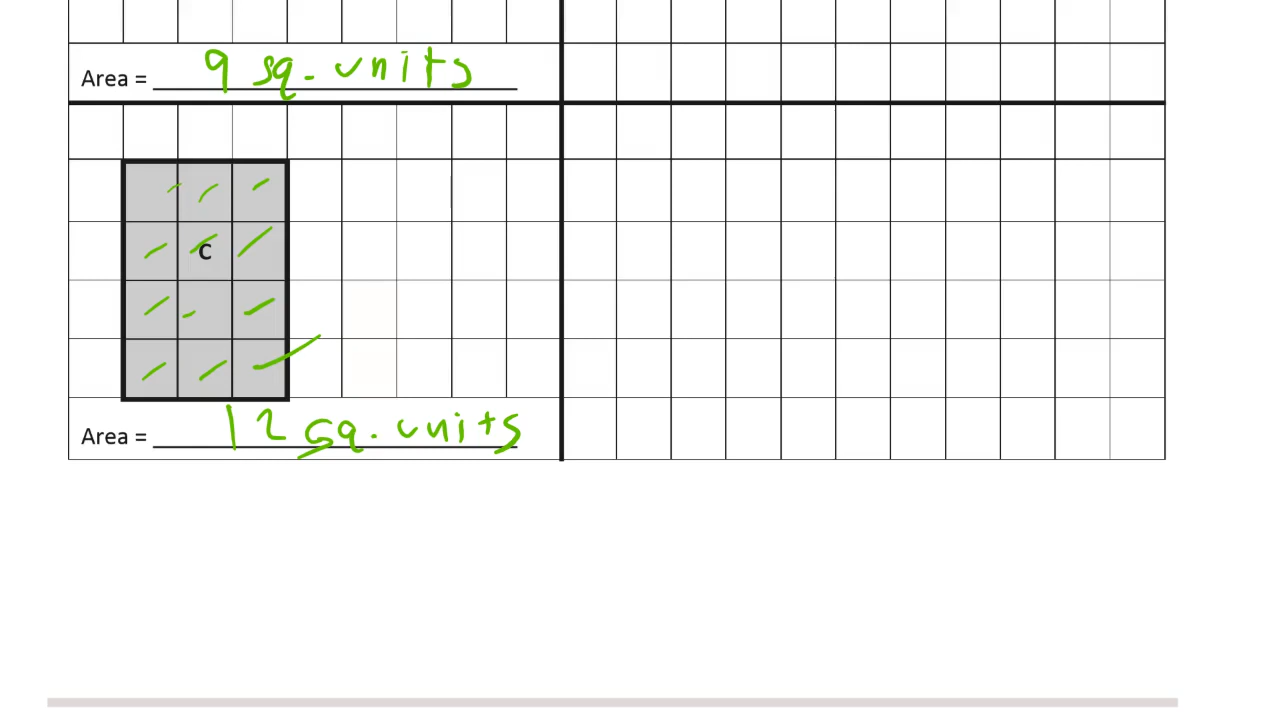 Area = 9 sq. units
C
Area = 12 sq. units